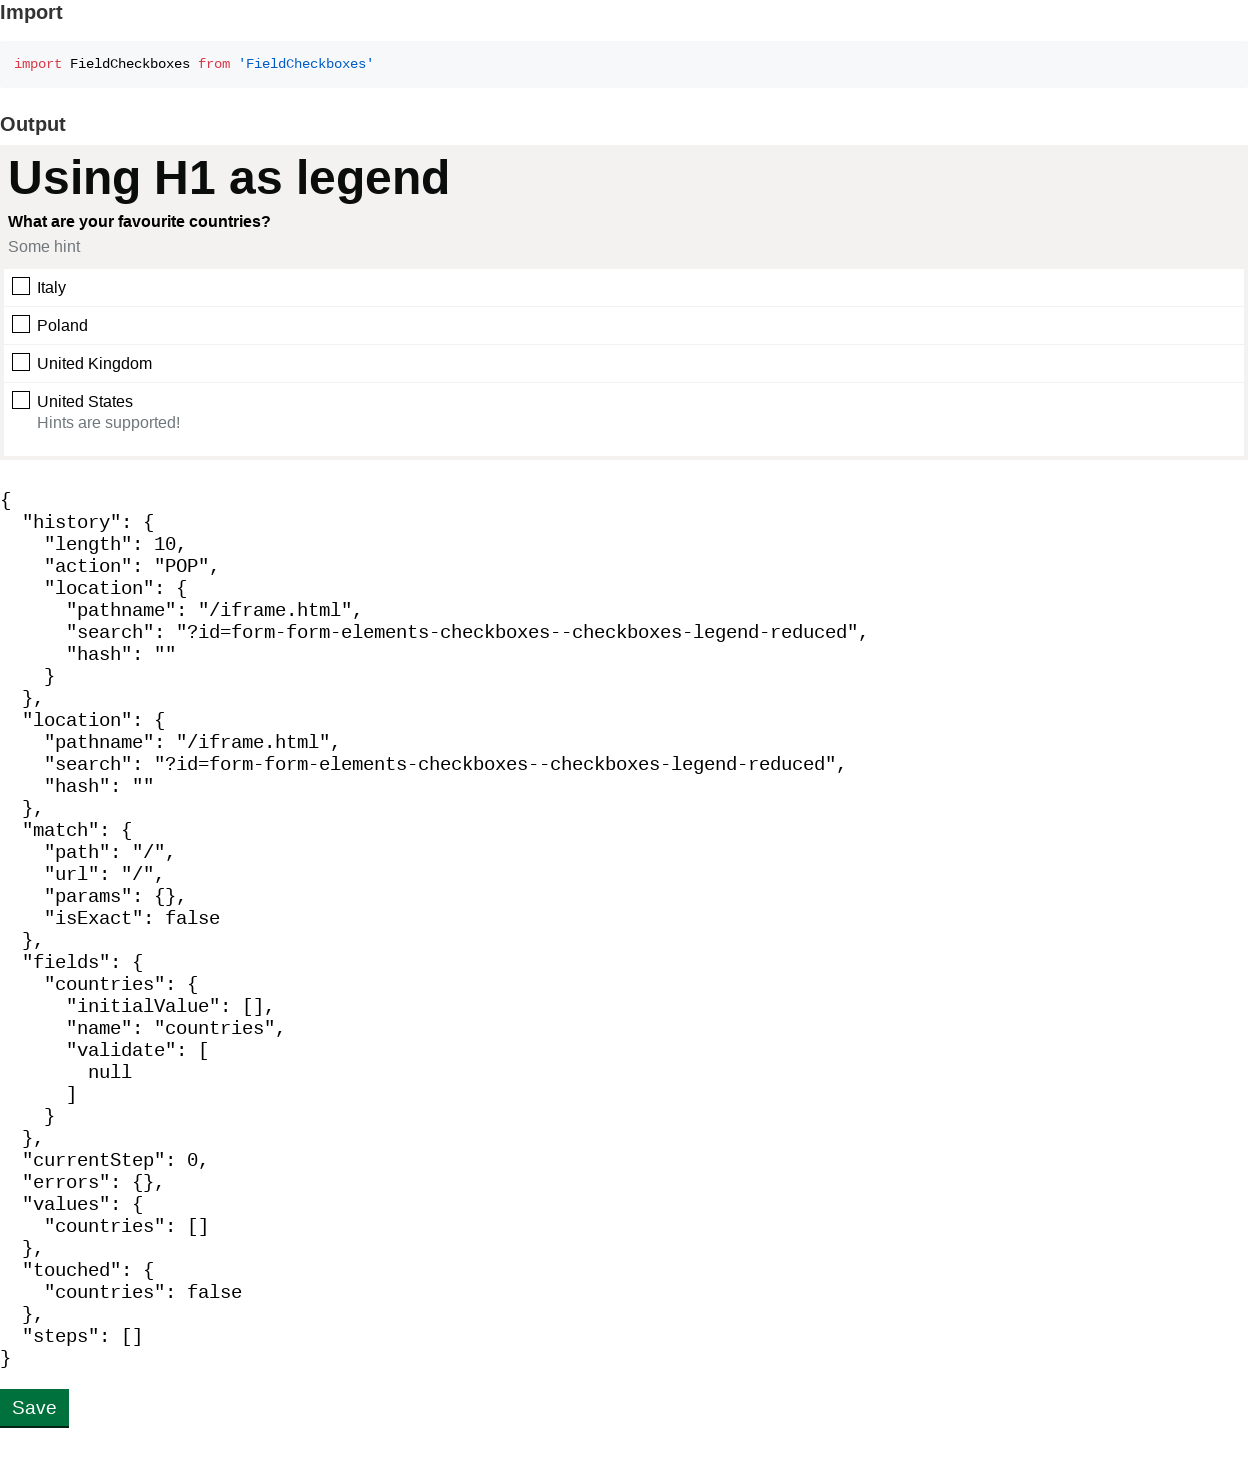 Import
import FieldCheckboxes from 'FieldCheckboxes'
Output
Using H1 as legend
What are your favourite countries?
Some hint
Italy
Poland
United Kingdom
United States
Hints are supported!
{
  "history": {
    "length": 10,
    "action": "POP",
    "location": {
      "pathname": "/iframe.html",
      "search": "?id=form-form-elements-checkboxes--checkboxes-legend-reduced",
      "hash": ""
    }
  },
  "location": {
    "pathname": "/iframe.html",
    "search": "?id=form-form-elements-checkboxes--checkboxes-legend-reduced",
    "hash": ""
  },
  "match": {
    "path": "/",
    "url": "/",
    "params": {},
    "isExact": false
  },
  "fields": {
    "countries": {
      "initialValue": [],
      "name": "countries",
      "validate": [
        null
      ]
    }
  },
  "currentStep": 0,
  "errors": {},
  "values": {
    "countries": []
  },
  "touched": {
    "countries": false
  },
  "steps": []
}
Save